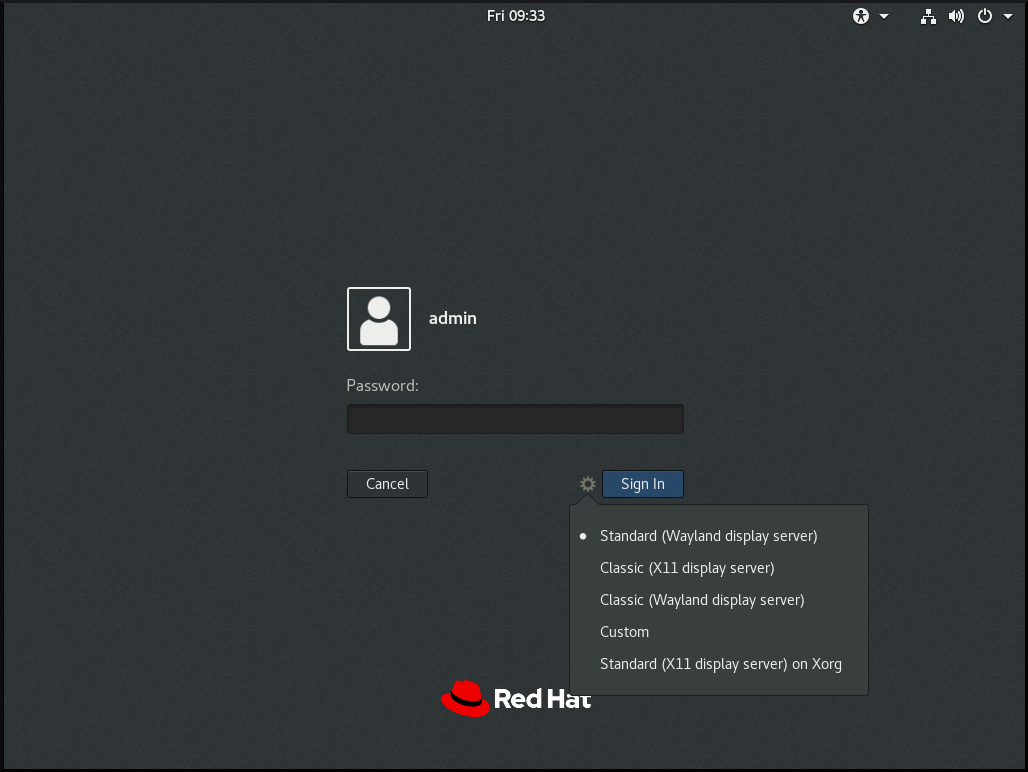 Fri 09:33
admin
Password:
Cancel
Sign In
Standard (Wayland display server)
Classic (X11 display server)
Classic (Wayland display server)
Custom
Standard (X11 display server) on Xorg
Red Hat